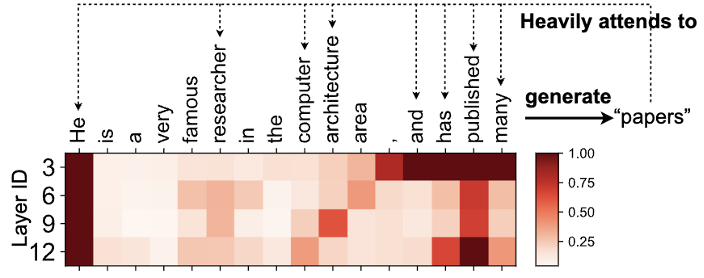 Heavily attends to
He
is
a
very
famous
researcher
in
the
computer
architecture
area
,
and
has
published
many
generate
“papers”
Layer ID
3
6
9
12
1.00
0.75
0.50
0.25